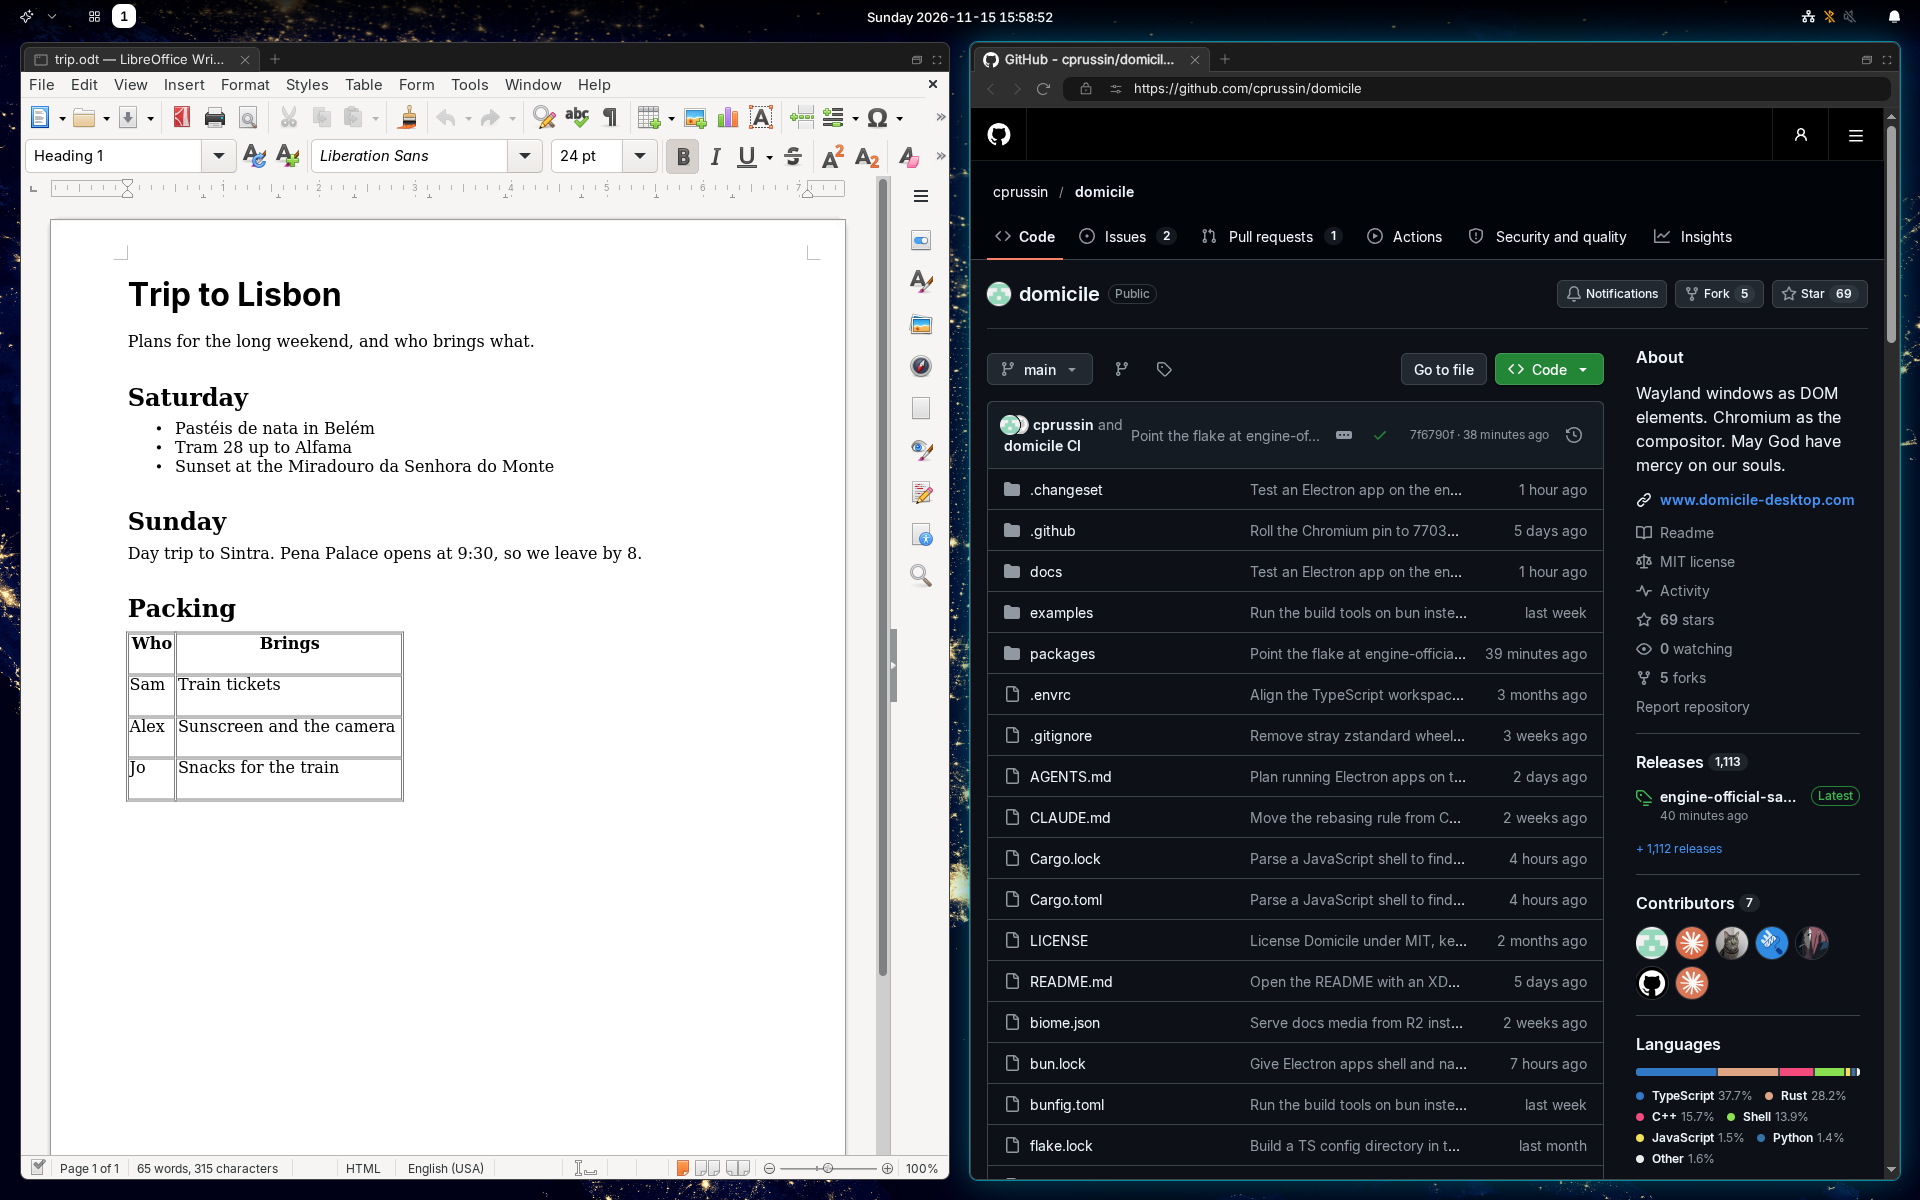 1
Sunday 2026-11-15 15:58:52
trip.odt — LibreOffice Wri...
File Edit View Insert Format Styles Table Form Tools Window Help
Heading 1
Liberation Sans
24 pt
1 2 3 4 5 6 7
Trip to Lisbon
Plans for the long weekend, and who brings what.
Saturday
• Pastéis de nata in Belém
• Tram 28 up to Alfama
• Sunset at the Miradouro da Senhora do Monte
Sunday
Day trip to Sintra. Pena Palace opens at 9:30, so we leave by 8.
Packing
Who Brings
Sam Train tickets
Alex Sunscreen and the camera
Jo Snacks for the train
Page 1 of 1 65 words, 315 characters HTML English (USA) 100%
GitHub - cprussin/domicil...
https://github.com/cprussin/domicile
cprussin / domicile
Code Issues 2 Pull requests 1 Actions Security and quality Insights
domicile Public Notifications Fork 5 Star 69
main Go to file Code
cprussin and
domicile CI
Point the flake at engine-of... 7f6790f · 38 minutes ago
.changeset Test an Electron app on the en... 1 hour ago
.github Roll the Chromium pin to 7703... 5 days ago
docs Test an Electron app on the en... 1 hour ago
examples Run the build tools on bun inste... last week
packages Point the flake at engine-officia... 39 minutes ago
.envrc Align the TypeScript workspac... 3 months ago
.gitignore Remove stray zstandard wheel... 3 weeks ago
AGENTS.md Plan running Electron apps on t... 2 days ago
CLAUDE.md Move the rebasing rule from C... 2 weeks ago
Cargo.lock Parse a JavaScript shell to find... 4 hours ago
Cargo.toml Parse a JavaScript shell to find... 4 hours ago
LICENSE License Domicile under MIT, ke... 2 months ago
README.md Open the README with an XD... 5 days ago
biome.json Serve docs media from R2 inst... 2 weeks ago
bun.lock Give Electron apps shell and na... 7 hours ago
bunfig.toml Run the build tools on bun inste... last week
flake.lock Build a TS config directory in t... last month
About
Wayland windows as DOM
elements. Chromium as the
compositor. May God have
mercy on our souls.
www.domicile-desktop.com
Readme
MIT license
Activity
69 stars
0 watching
5 forks
Report repository
Releases 1,113
engine-official-sa... Latest
40 minutes ago
+ 1,112 releases
Contributors 7
Languages
TypeScript 37.7% Rust 28.2%
C++ 15.7% Shell 13.9%
JavaScript 1.5% Python 1.4%
Other 1.6%